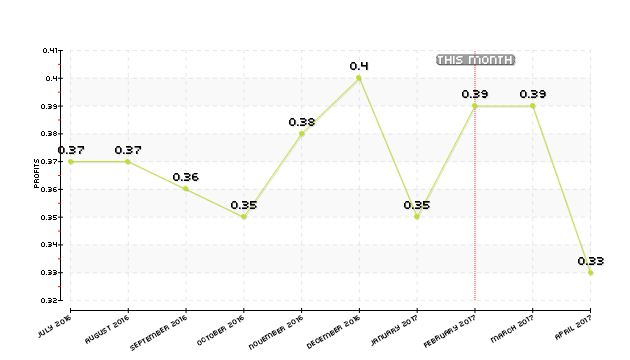 0.41
THIS MONTH
0.4
0.4
0.39
0.39
0.39
0.38
0.38
0.37
0.37
0.37
0.36
0.36
0.35
0.35
0.35
0.34
0.33
0.33
0.32
PROFITS
JULY 2016
AUGUST 2016
SEPTEMBER 2016
OCTOBER 2016
NOVEMBER 2016
DECEMBER 2016
JANUARY 2017
FEBRUARY 2017
MARCH 2017
APRIL 2017